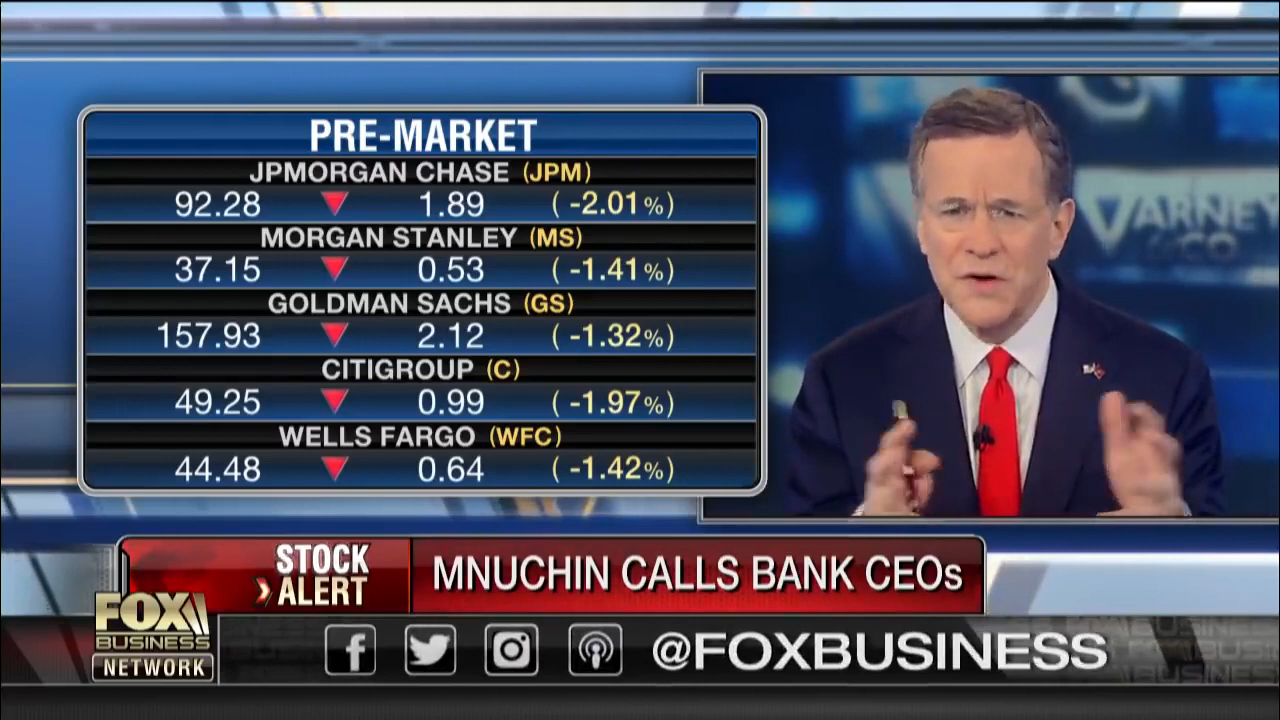 PRE-MARKET
JPMORGAN CHASE (JPM)
92.28 ▼ 1.89 (-2.01%)
MORGAN STANLEY (MS)
37.15 ▼ 0.53 (-1.41%)
GOLDMAN SACHS (GS)
157.93 ▼ 2.12 (-1.32%)
CITIGROUP (C)
49.25 ▼ 0.99 (-1.97%)
WELLS FARGO (WFC)
44.48 ▼ 0.64 (-1.42%)
VARNEY
& CO
STOCK
ALERT
MNUCHIN CALLS BANK CEOs
FOX
BUSINESS
NETWORK
@FOXBUSINESS